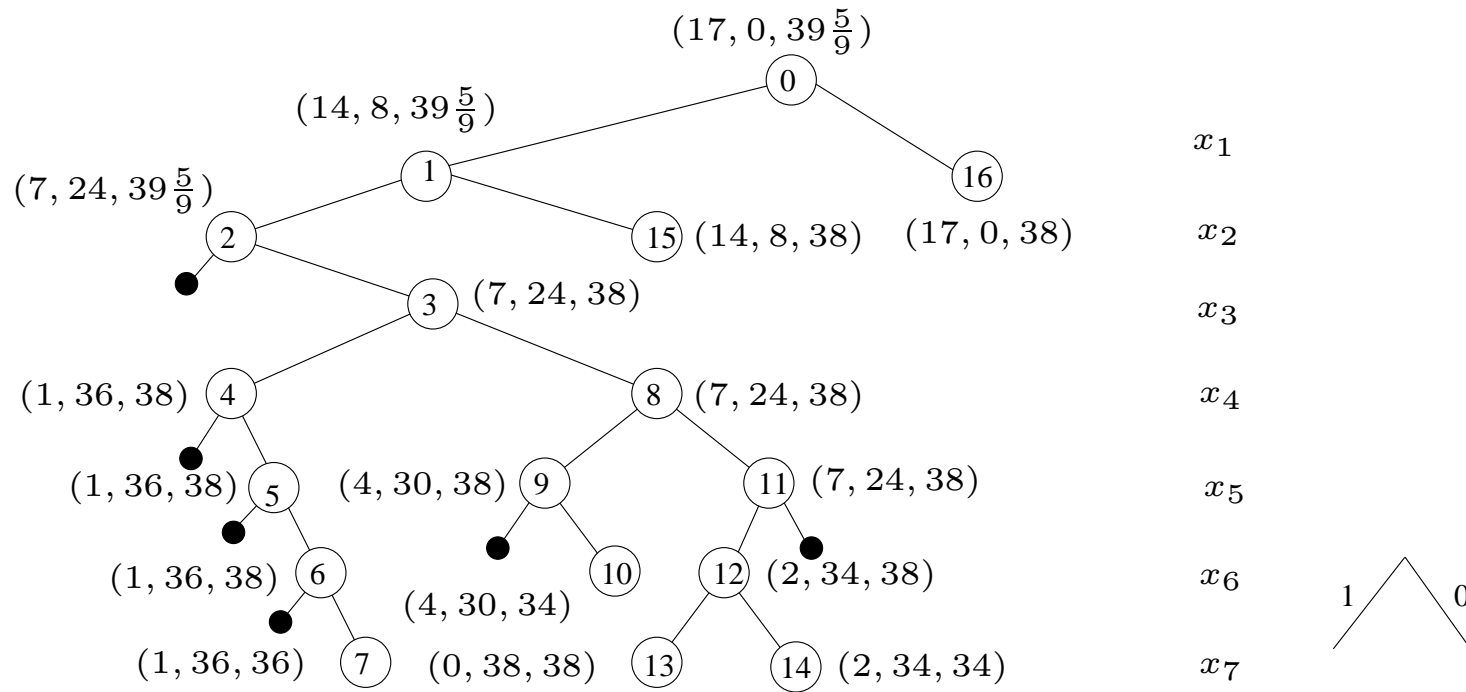 (17, 0, 39 5/9)
0
(14, 8, 39 5/9)
x1
1
16
(7, 24, 39 5/9)
2
15 (14, 8, 38)
(17, 0, 38)
x2
3 (7, 24, 38)
x3
(1, 36, 38) 4
8 (7, 24, 38)
x4
(1, 36, 38) 5
(4, 30, 38) 9
11 (7, 24, 38)
x5
(1, 36, 38) 6
10
12 (2, 34, 38)
x6
(4, 30, 34)
1
0
(1, 36, 36) 7
(0, 38, 38) 13
14 (2, 34, 34)
x7